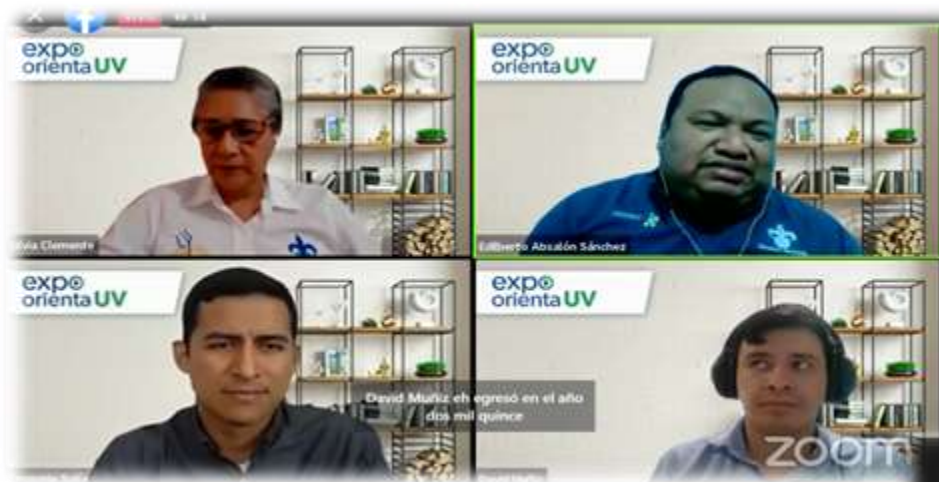 expo
orienta UV
expo
orienta UV
Clemente
Edilberto Absalón Sánchez
expo
orienta UV
expo
orienta UV
David Muñiz eh egresó en el año
dos mil quince
zoom